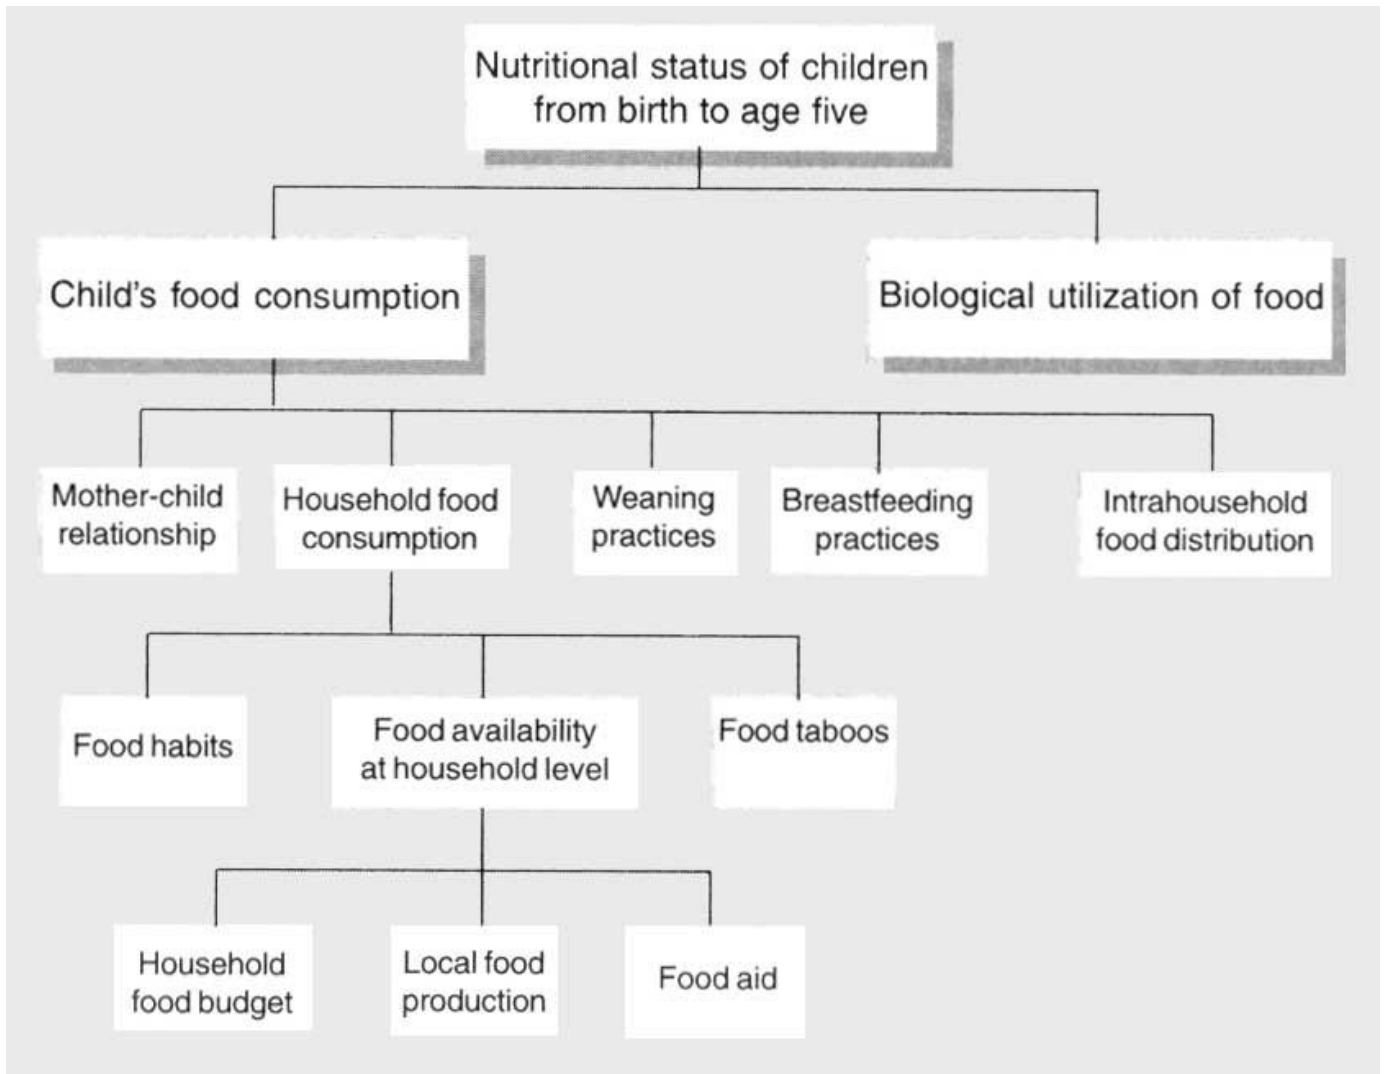 Nutritional status of children
from birth to age five
Child's food consumption
Biological utilization of food
Mother-child
relationship
Household food
consumption
Weaning
practices
Breastfeeding
practices
Intrahousehold
food distribution
Food habits
Food availability
at household level
Food taboos
Household
food budget
Local food
production
Food aid